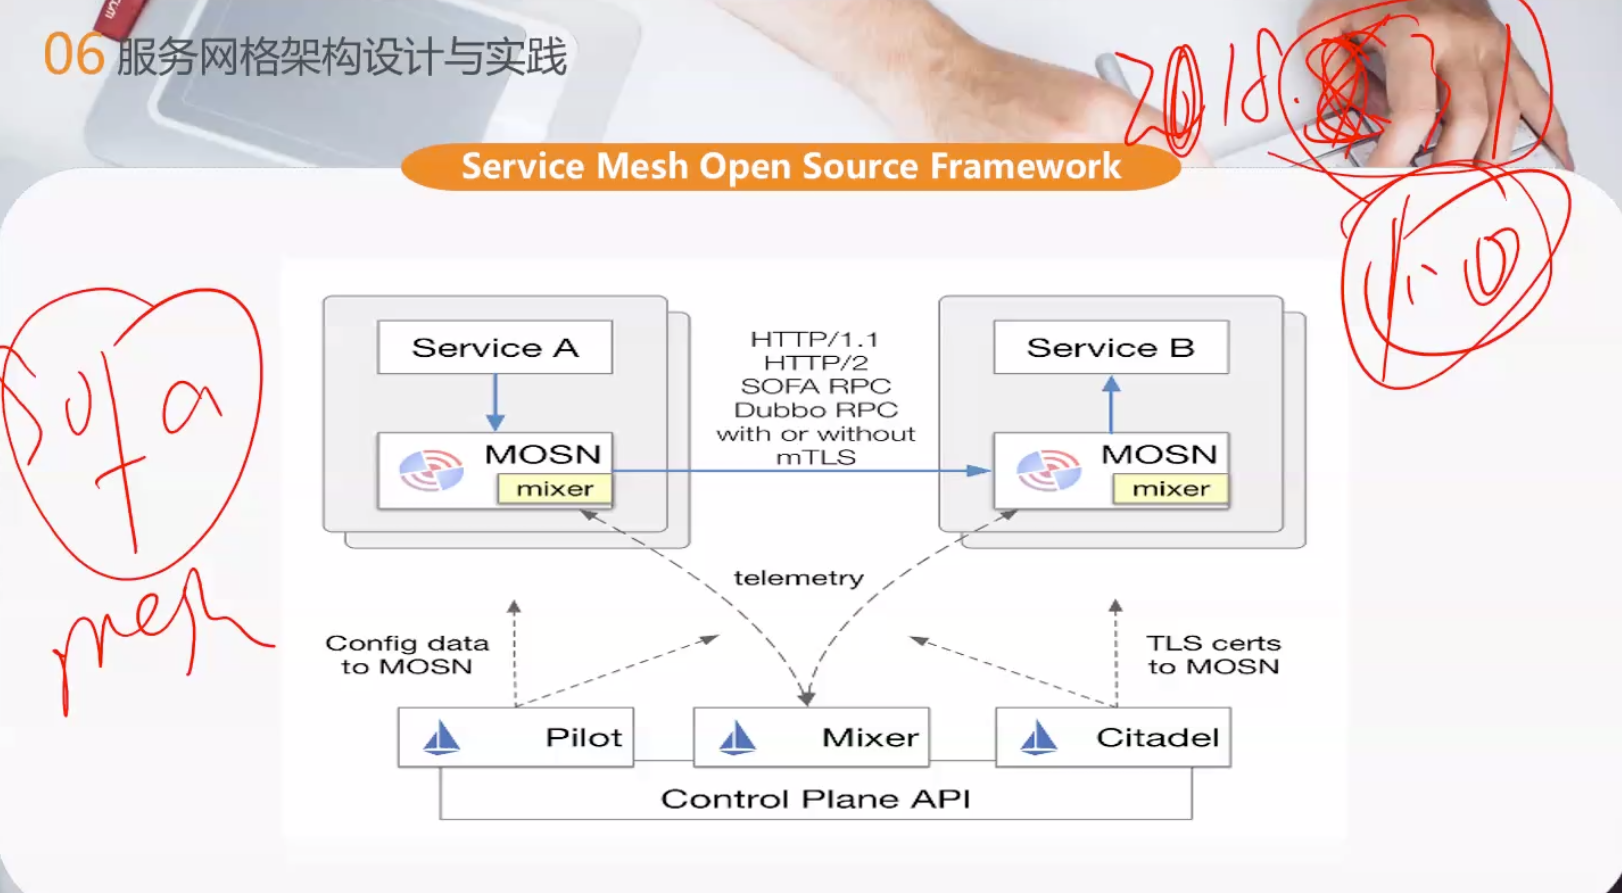 06 服务网格架构设计与实践
2018.
31
Service Mesh Open Source Framework
1.0
Sofa
mesh
Service A
MOSN
mixer
HTTP/1.1
HTTP/2
SOFA RPC
Dubbo RPC
with or without
mTLS
Service B
MOSN
mixer
telemetry
Config data
to MOSN
TLS certs
to MOSN
Pilot
Mixer
Citadel
Control Plane API